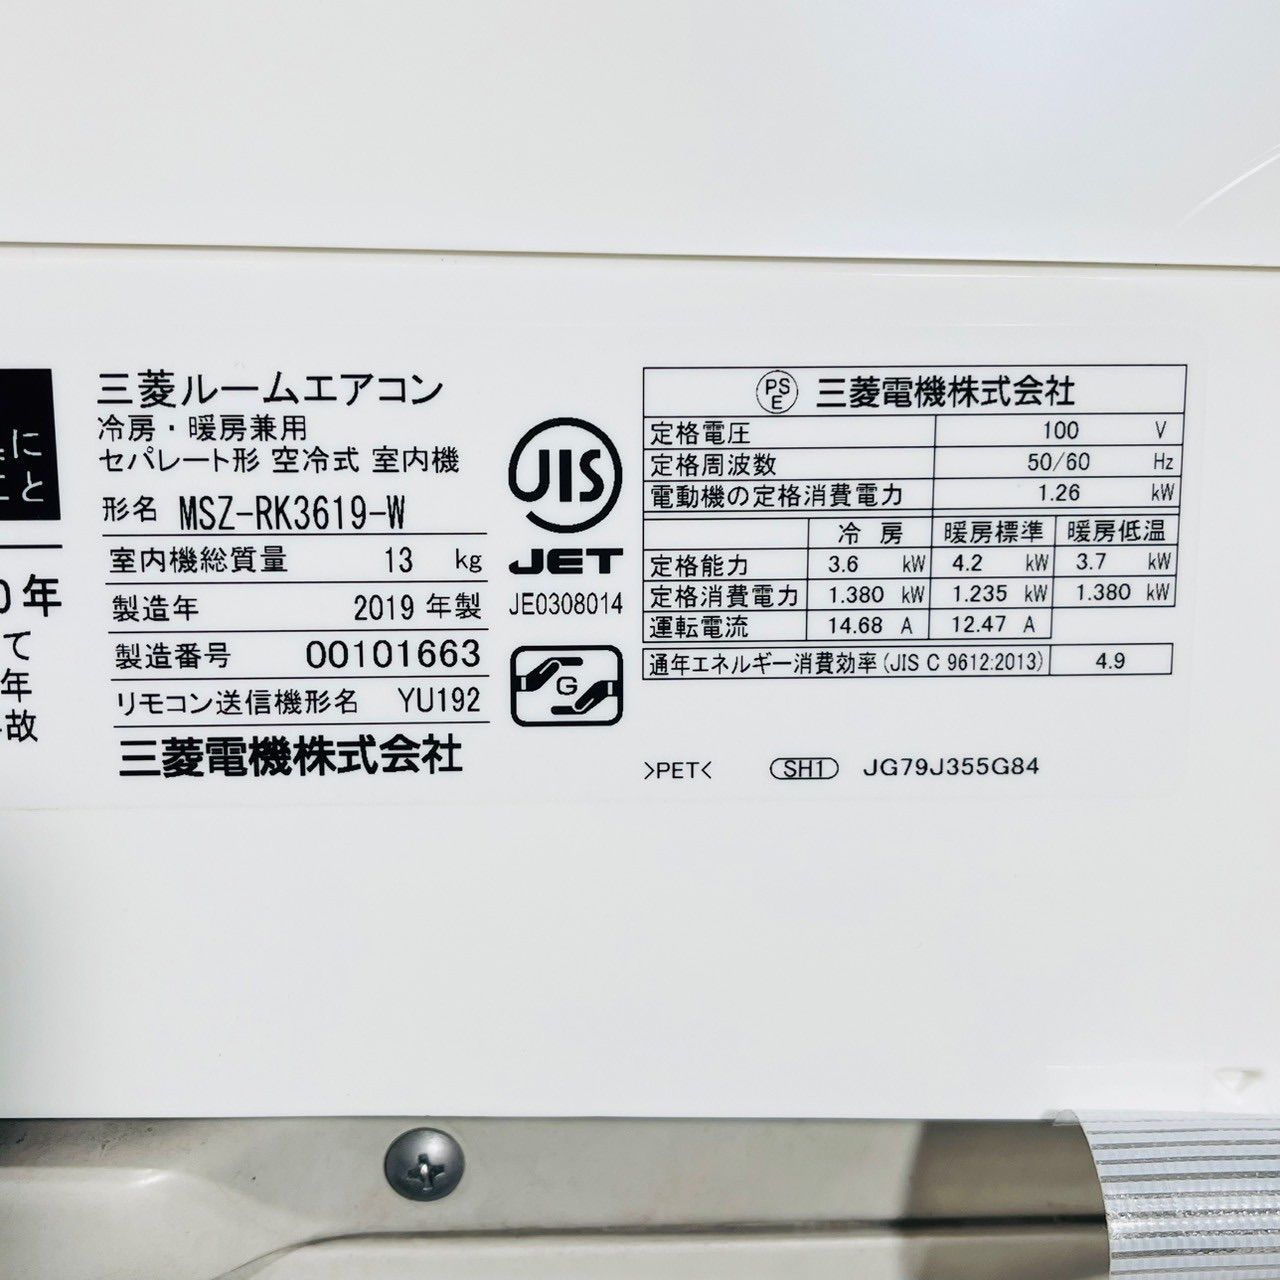 に
こと
0年
て
年
故
三菱ルームエアコン
冷房・暖房兼用
セパレート形 空冷式 室内機
形名 MSZ-RK3619-W
室内機総質量 13 kg
製造年 2019 年製
製造番号 00101663
リモコン送信機形名 YU192
三菱電機株式会社
JIS
JET
JE0308014
G
PS E 三菱電機株式会社
定格電圧 100 V
定格周波数 50/60 Hz
電動機の定格消費電力 1.26 kW
冷 房 暖房標準 暖房低温
定格能力 3.6 kW 4.2 kW 3.7 kW
定格消費電力 1.380 kW 1.235 kW 1.380 kW
運転電流 14.68 A 12.47 A
通年エネルギー消費効率(JIS C 9612:2013) 4.9
>PET< SH1 JG79J355G84